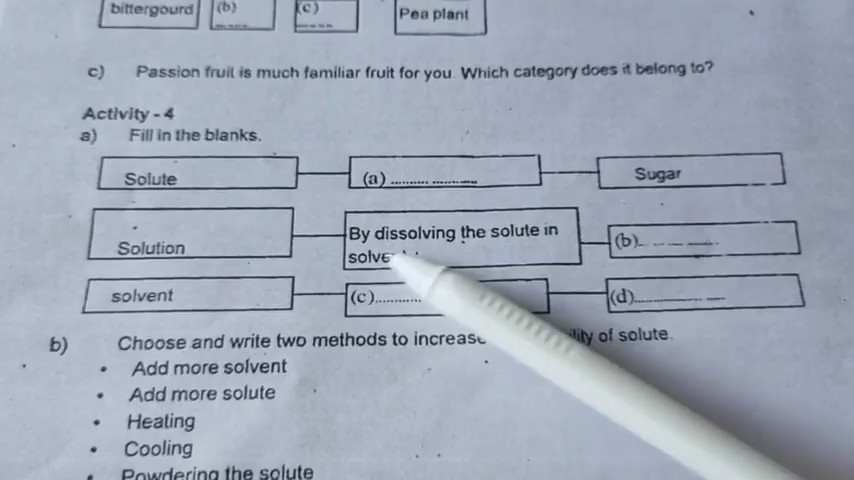 bittergourd (b) (c) Pea plant
c) Passion fruit is much familiar fruit for you. Which category does it belong to?
Activity - 4
a) Fill in the blanks.
Solute (a) .................... Sugar
Solution By dissolving the solute in (b)..............
solve
solvent (c)............ (d)....................
b) Choose and write two methods to increase of solute.
• Add more solvent
• Add more solute
• Heating
• Cooling
• Powdering the solute